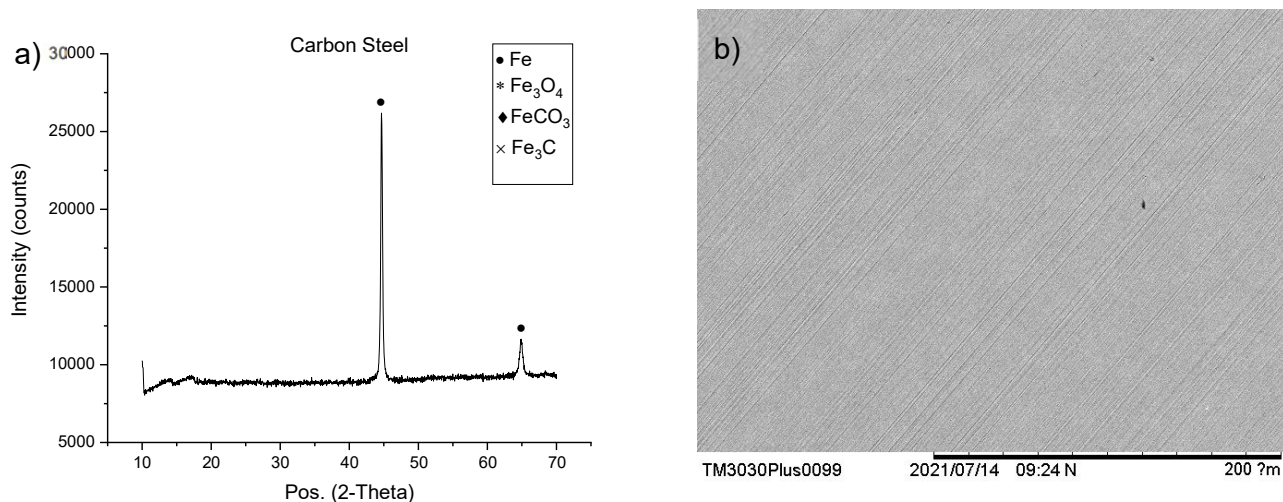 a)
Carbon Steel
Fe
Fe3O4
FeCO3
Fe3C
30000
25000
20000
15000
10000
5000
Intensity (counts)
10 20 30 40 50 60 70
Pos. (2-Theta)
b)
TM3030Plus0099 2021/07/14 09:24 N 200 ?m